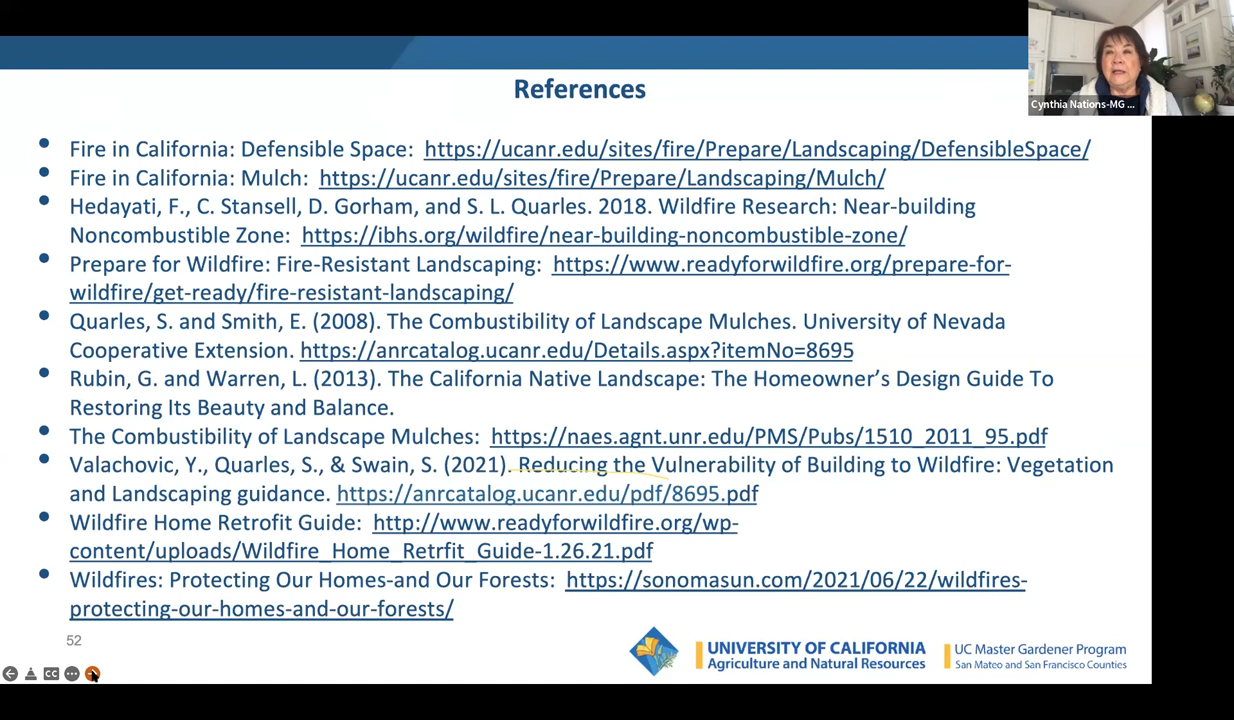 References
Cynthia Nations-MG ...
• Fire in California: Defensible Space: https://ucanr.edu/sites/fire/Prepare/Landscaping/DefensibleSpace/
• Fire in California: Mulch: https://ucanr.edu/sites/fire/Prepare/Landscaping/Mulch/
• Hedayati, F., C. Stansell, D. Gorham, and S. L. Quarles. 2018. Wildfire Research: Near-building
Noncombustible Zone: https://ibhs.org/wildfire/near-building-noncombustible-zone/
• Prepare for Wildfire: Fire-Resistant Landscaping: https://www.readyforwildfire.org/prepare-for-
wildfire/get-ready/fire-resistant-landscaping/
• Quarles, S. and Smith, E. (2008). The Combustibility of Landscape Mulches. University of Nevada
Cooperative Extension. https://anrcatalog.ucanr.edu/Details.aspx?itemNo=8695
• Rubin, G. and Warren, L. (2013). The California Native Landscape: The Homeowner's Design Guide To
Restoring Its Beauty and Balance.
• The Combustibility of Landscape Mulches: https://naes.agnt.unr.edu/PMS/Pubs/1510_2011_95.pdf
• Valachovic, Y., Quarles, S., & Swain, S. (2021). Reducing the Vulnerability of Building to Wildfire: Vegetation
and Landscaping guidance. https://anrcatalog.ucanr.edu/pdf/8695.pdf
• Wildfire Home Retrofit Guide: http://www.readyforwildfire.org/wp-
content/uploads/Wildfire_Home_Retrfit_Guide-1.26.21.pdf
• Wildfires: Protecting Our Homes-and Our Forests: https://sonomasun.com/2021/06/22/wildfires-
protecting-our-homes-and-our-forests/
52
UNIVERSITY OF CALIFORNIA
Agriculture and Natural Resources
UC Master Gardener Program
San Mateo and San Francisco Counties
CC